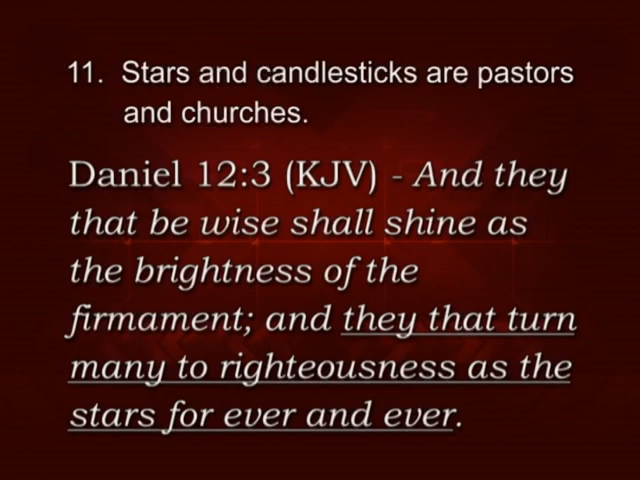 11. Stars and candlesticks are pastors
and churches.
Daniel 12:3 (KJV) - And they
that be wise shall shine as
the brightness of the
firmament; and they that turn
many to righteousness as the
stars for ever and ever.